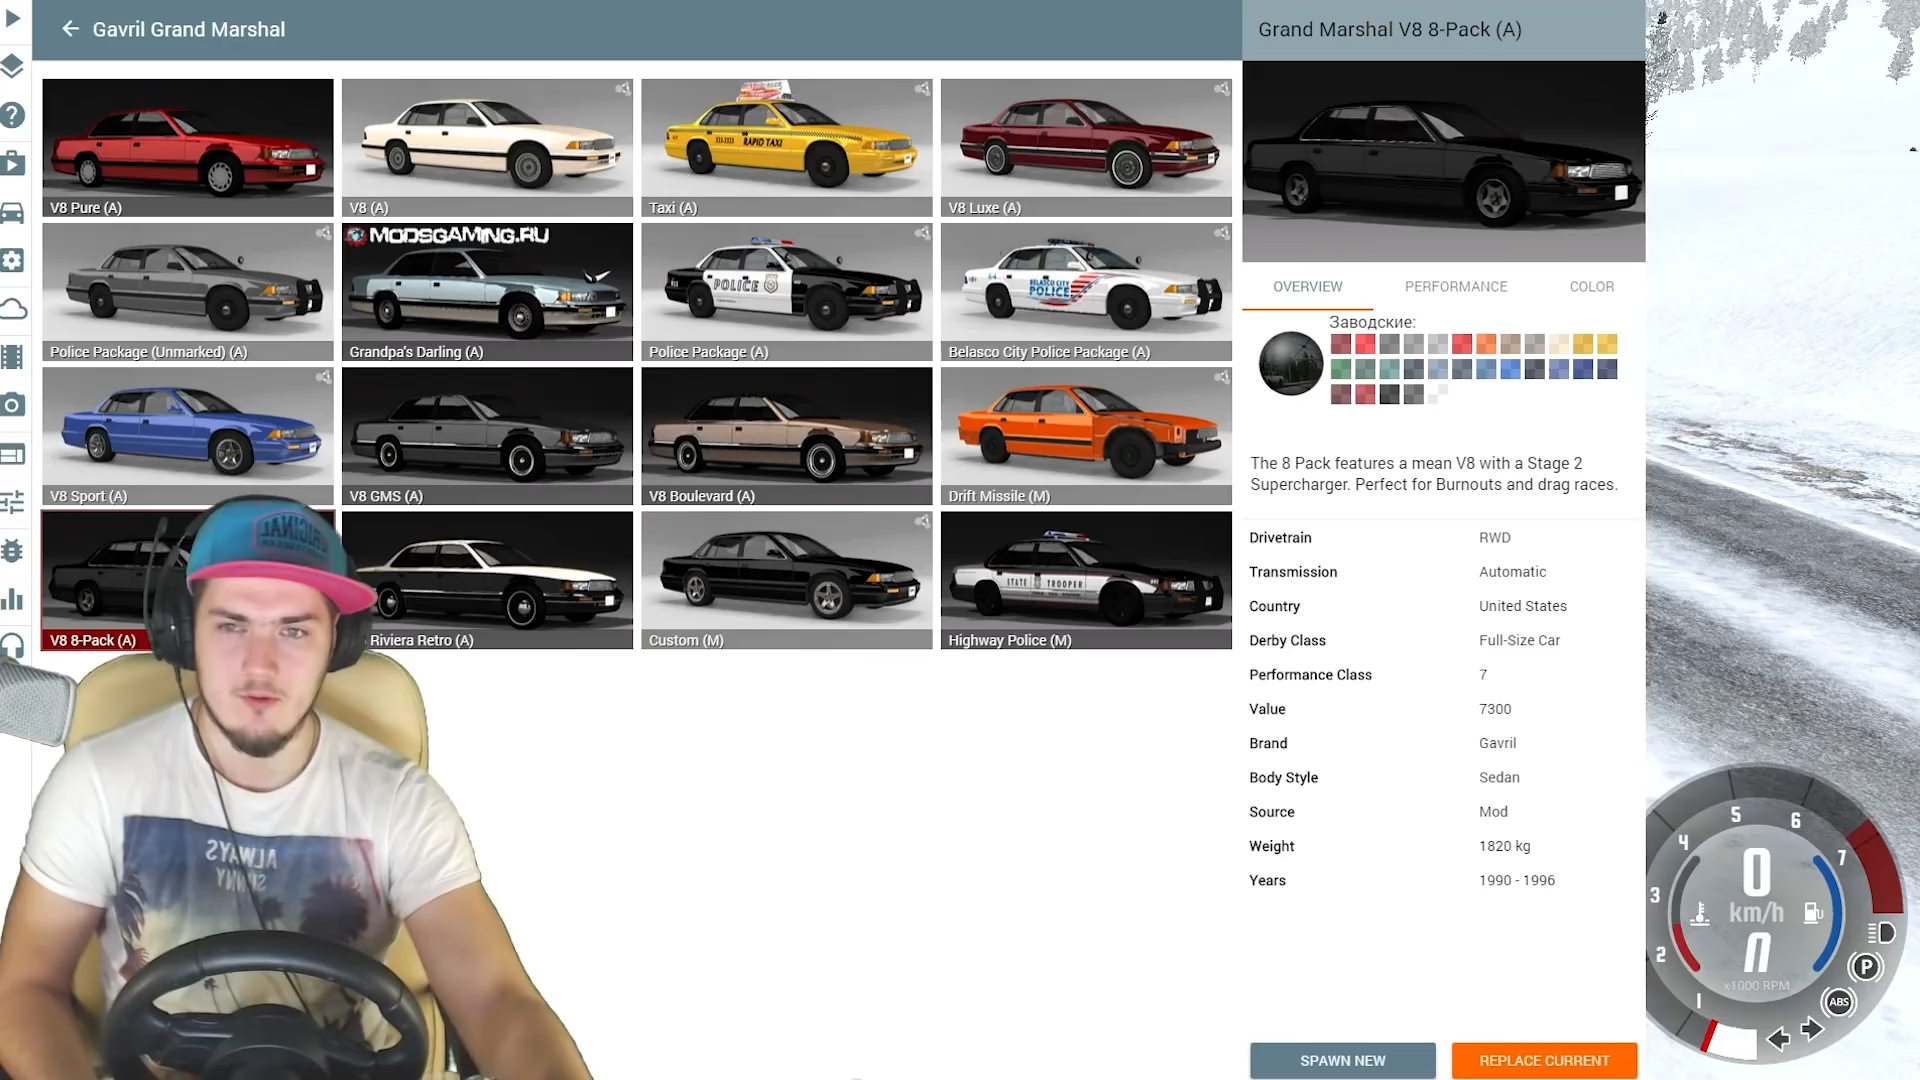 Gavril Grand Marshal
Grand Marshal V8 8-Pack (A)
V8 Pure (A)
V8 (A)
RAPID TAXI
Taxi (A)
V8 Luxe (A)
Police Package (Unmarked) (A)
MODSGAMING.RU
Grandpa's Darling (A)
POLICE
Police Package (A)
BELASCO CITY
POLICE
Belasco City Police Package (A)
V8 Sport (A)
V8 GMS (A)
V8 Boulevard (A)
Drift Missile (M)
V8 8-Pack (A)
Riviera Retro (A)
Custom (M)
STATE TROOPER
Highway Police (M)
OVERVIEW
PERFORMANCE
COLOR
Заводские:
The 8 Pack features a mean V8 with a Stage 2
Supercharger. Perfect for Burnouts and drag races.
Drivetrain RWD
Transmission Automatic
Country United States
Derby Class Full-Size Car
Performance Class 7
Value 7300
Brand Gavril
Body Style Sedan
Source Mod
Weight 1820 kg
Years 1990 - 1996
SPAWN NEW
REPLACE CURRENT
ORIGINAL
ALWAYS
SUNNY
1
2
3
4
5
6
7
0
km/h
n
x1000 RPM
P
ABS